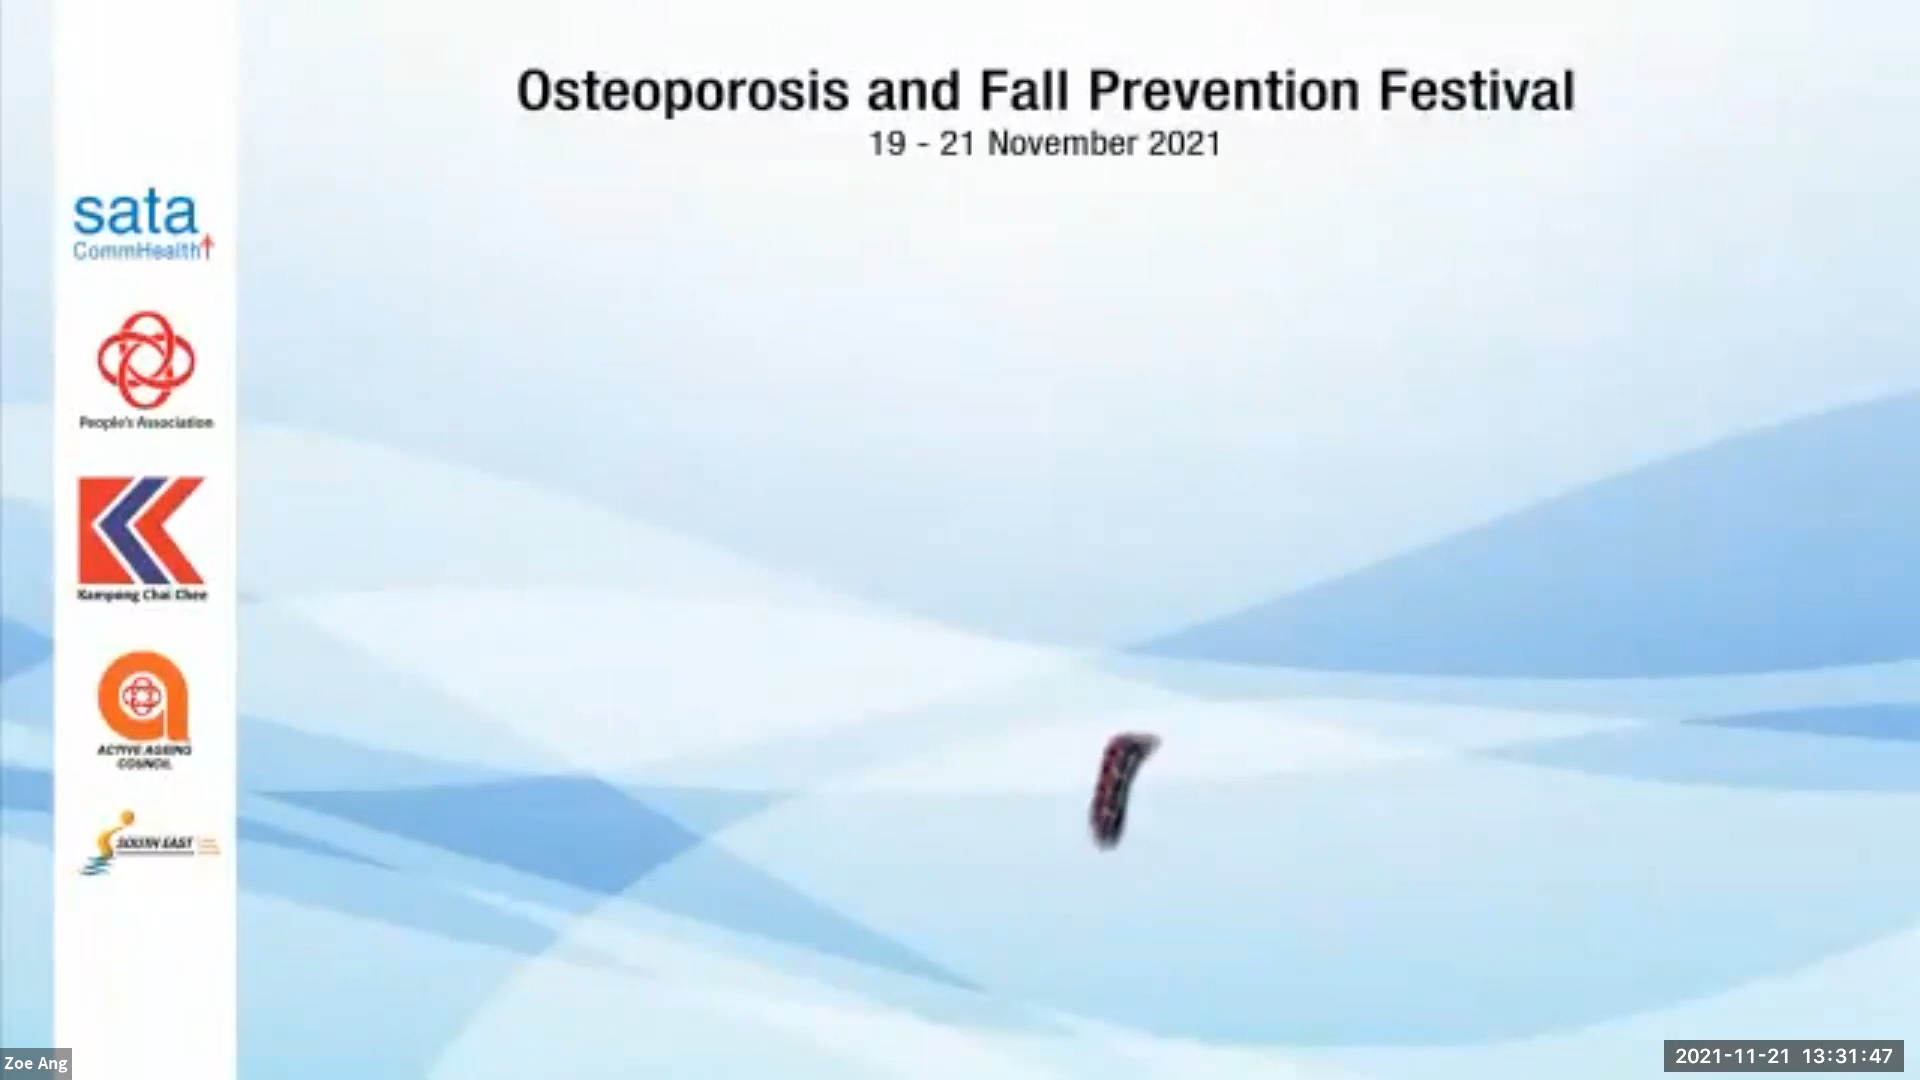 Osteoporosis and Fall Prevention Festival
19 - 21 November 2021
sata
CommHealth
People's Association
Kampong Chai Chee
ACTIVE AGEING
COUNCIL
SOUTH EAST
Zoe Ang
2021-11-21 13:31:47